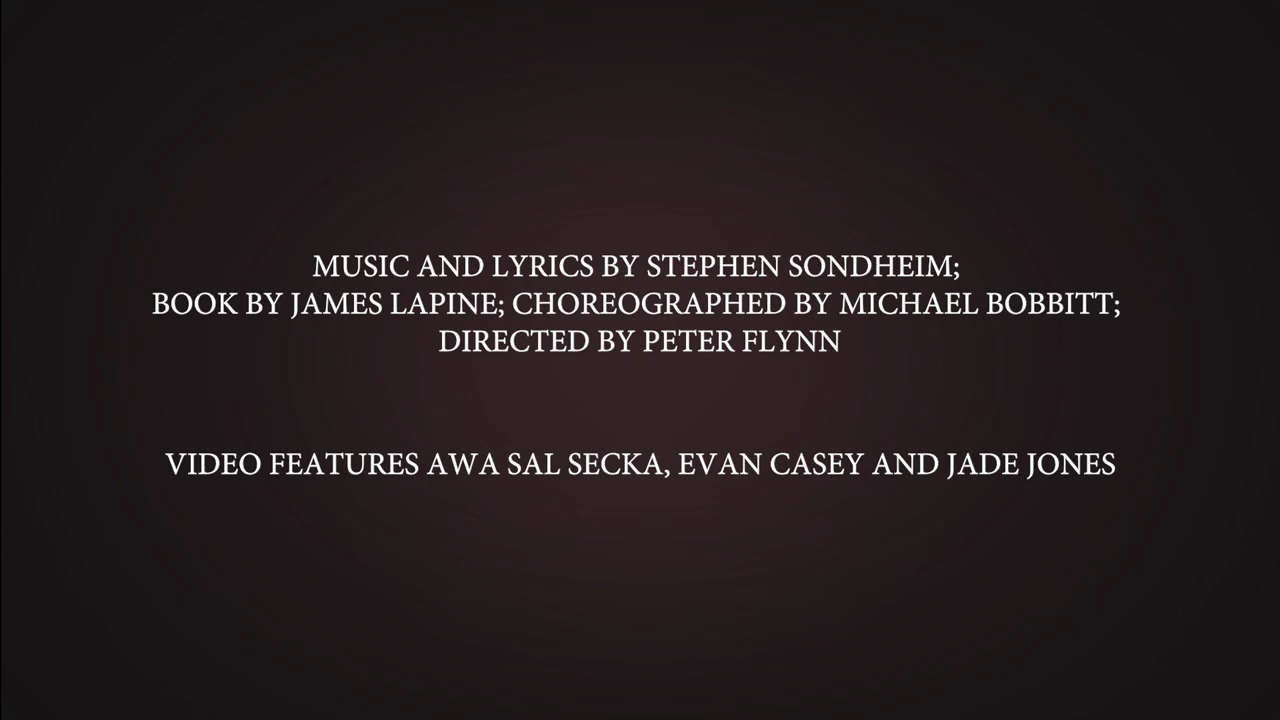 MUSIC AND LYRICS BY STEPHEN SONDHEIM;
BOOK BY JAMES LAPINE; CHOREOGRAPHED BY MICHAEL BOBBITT;
DIRECTED BY PETER FLYNN
VIDEO FEATURES AWA SAL SECKA, EVAN CASEY AND JADE JONES